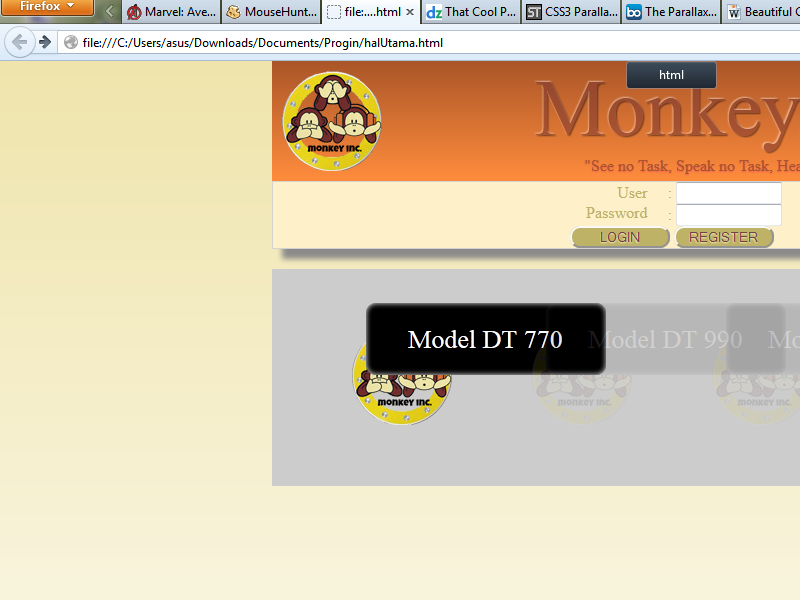 Firefox
Marvel: Ave...
MouseHunt...
file:....html
That Cool P...
CSS3 Paralla...
The Parallax...
Beautiful
file:///C:/Users/asus/Downloads/Documents/Progin/halUtama.html
html
MONKEY INC.
Monkey
"See no Task, Speak no Task, Hea
User :
Password :
LOGIN REGISTER
Model DT 770
Model DT 990
Mo
MONKEY INC.
MONKEY INC.
MONKEY INC.